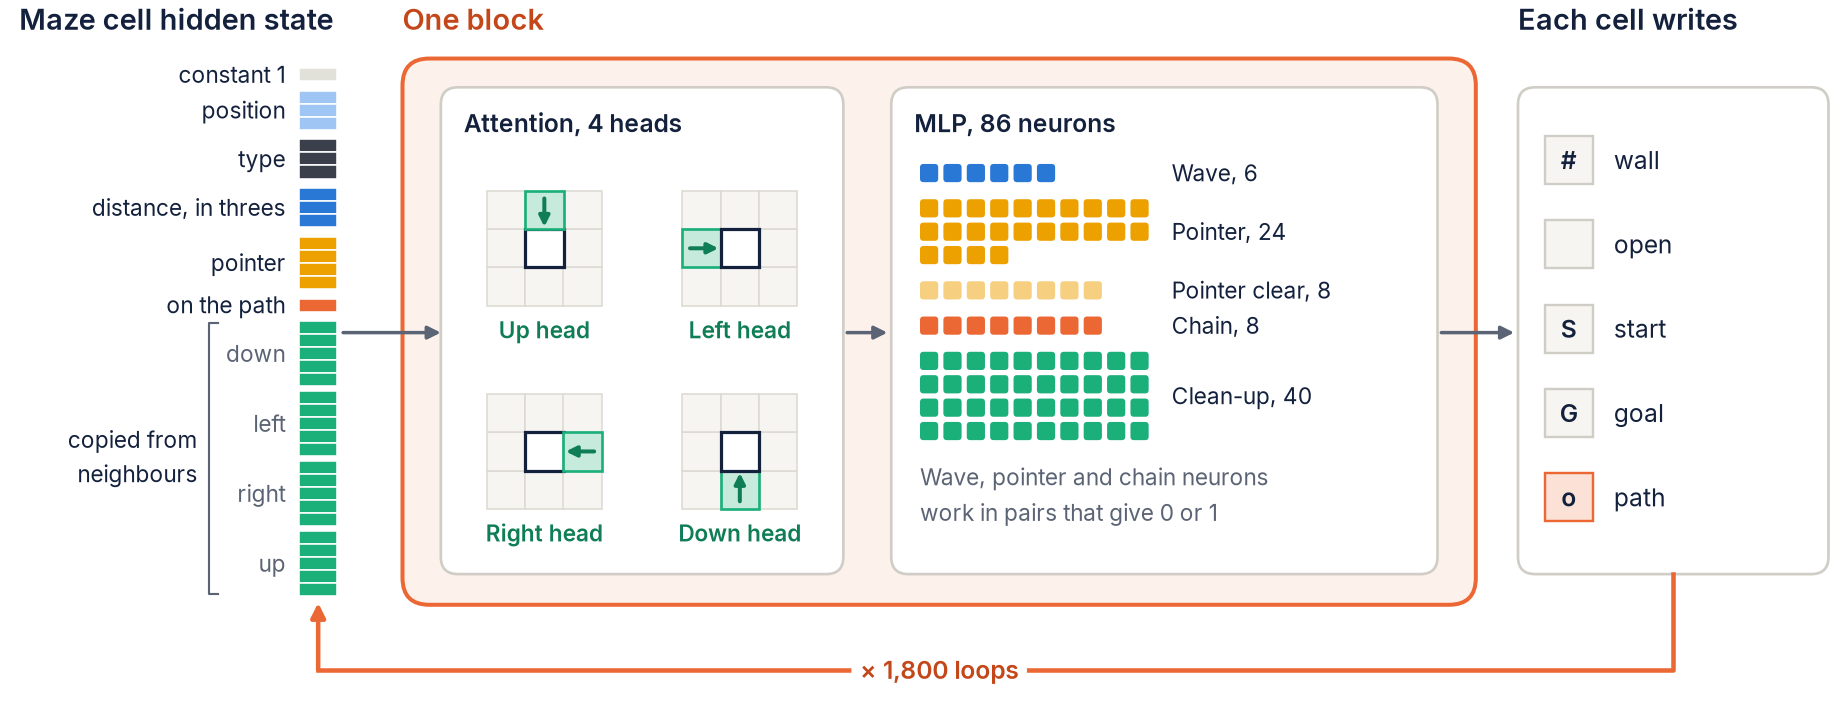 Maze cell hidden state
constant 1
position
type
distance, in threes
pointer
on the path
down
left
copied from
neighbours
right
up
One block
Attention, 4 heads
Up head
Left head
Right head
Down head
MLP, 86 neurons
Wave, 6
Pointer, 24
Pointer clear, 8
Chain, 8
Clean-up, 40
Wave, pointer and chain neurons
work in pairs that give 0 or 1
Each cell writes
# wall
open
S start
G goal
o path
× 1,800 loops